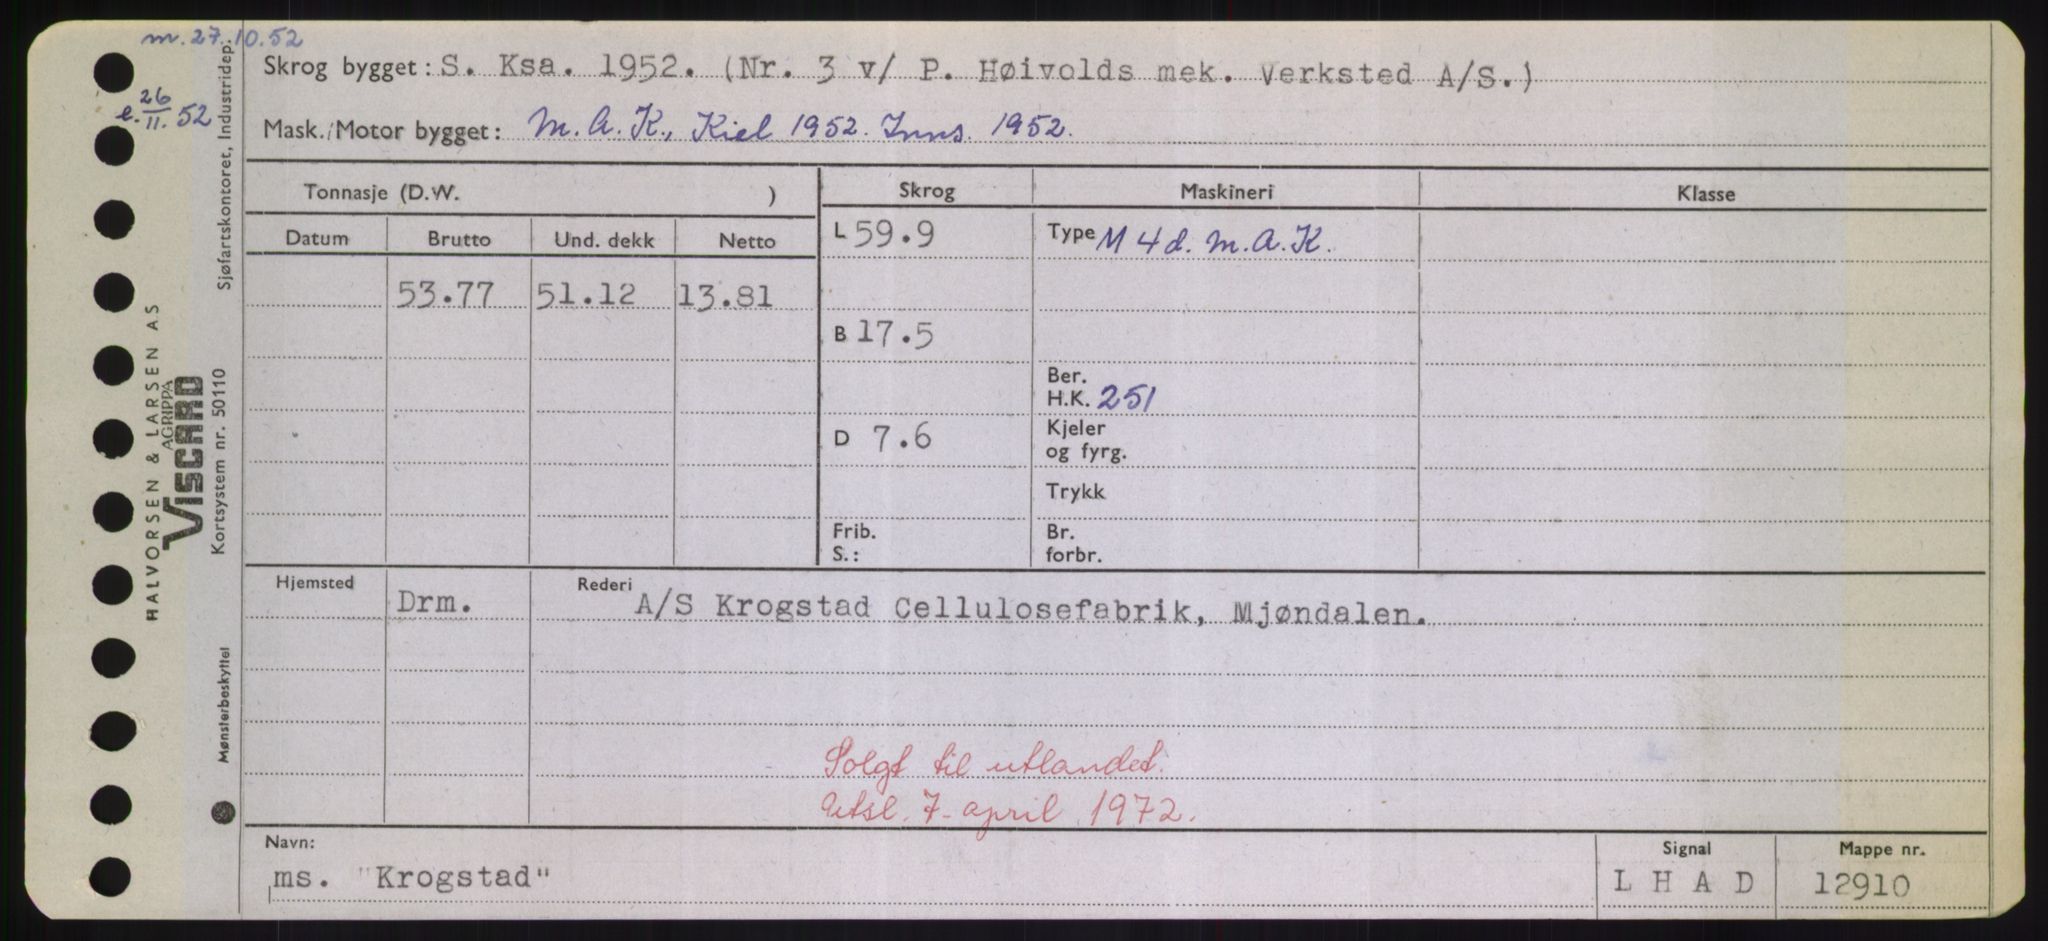 m. 27.10.52
e. 26/11. 52
Skrog bygget: S. Ksa. 1952. (Nr. 3 v/ P. Høivolds mek. Verksted A/S.)
Mask./Motor bygget: M.A.K., Kiel 1952. Inns. 1952.
Tonnasje (D.W. )
Skrog Maskineri Klasse
Datum Brutto Und. dekk Netto
L 59.9 Type M 4 d. M.A.K.
53.77 51.12 13.81
B 17.5
Ber.
H.K. 251
D 7.6
Kjeler
og fyrg.
Trykk
Frib.
S.:
Br.
forbr.
Hjemsted Drm.
Rederi A/S Krogstad Cellulosefabrik, Mjøndalen.
Solgt til utlandet.
Utsl. 7. april 1972.
Navn:
ms. "Krogstad"
Signal
L H A D
Mappe nr.
12910
HALVORSEN & LARSEN AS
AGRIPPA
VISCARD
Sjøfartskontoret, Industridep.
Kortsystem nr. 50110
Mønsterbeskyttet